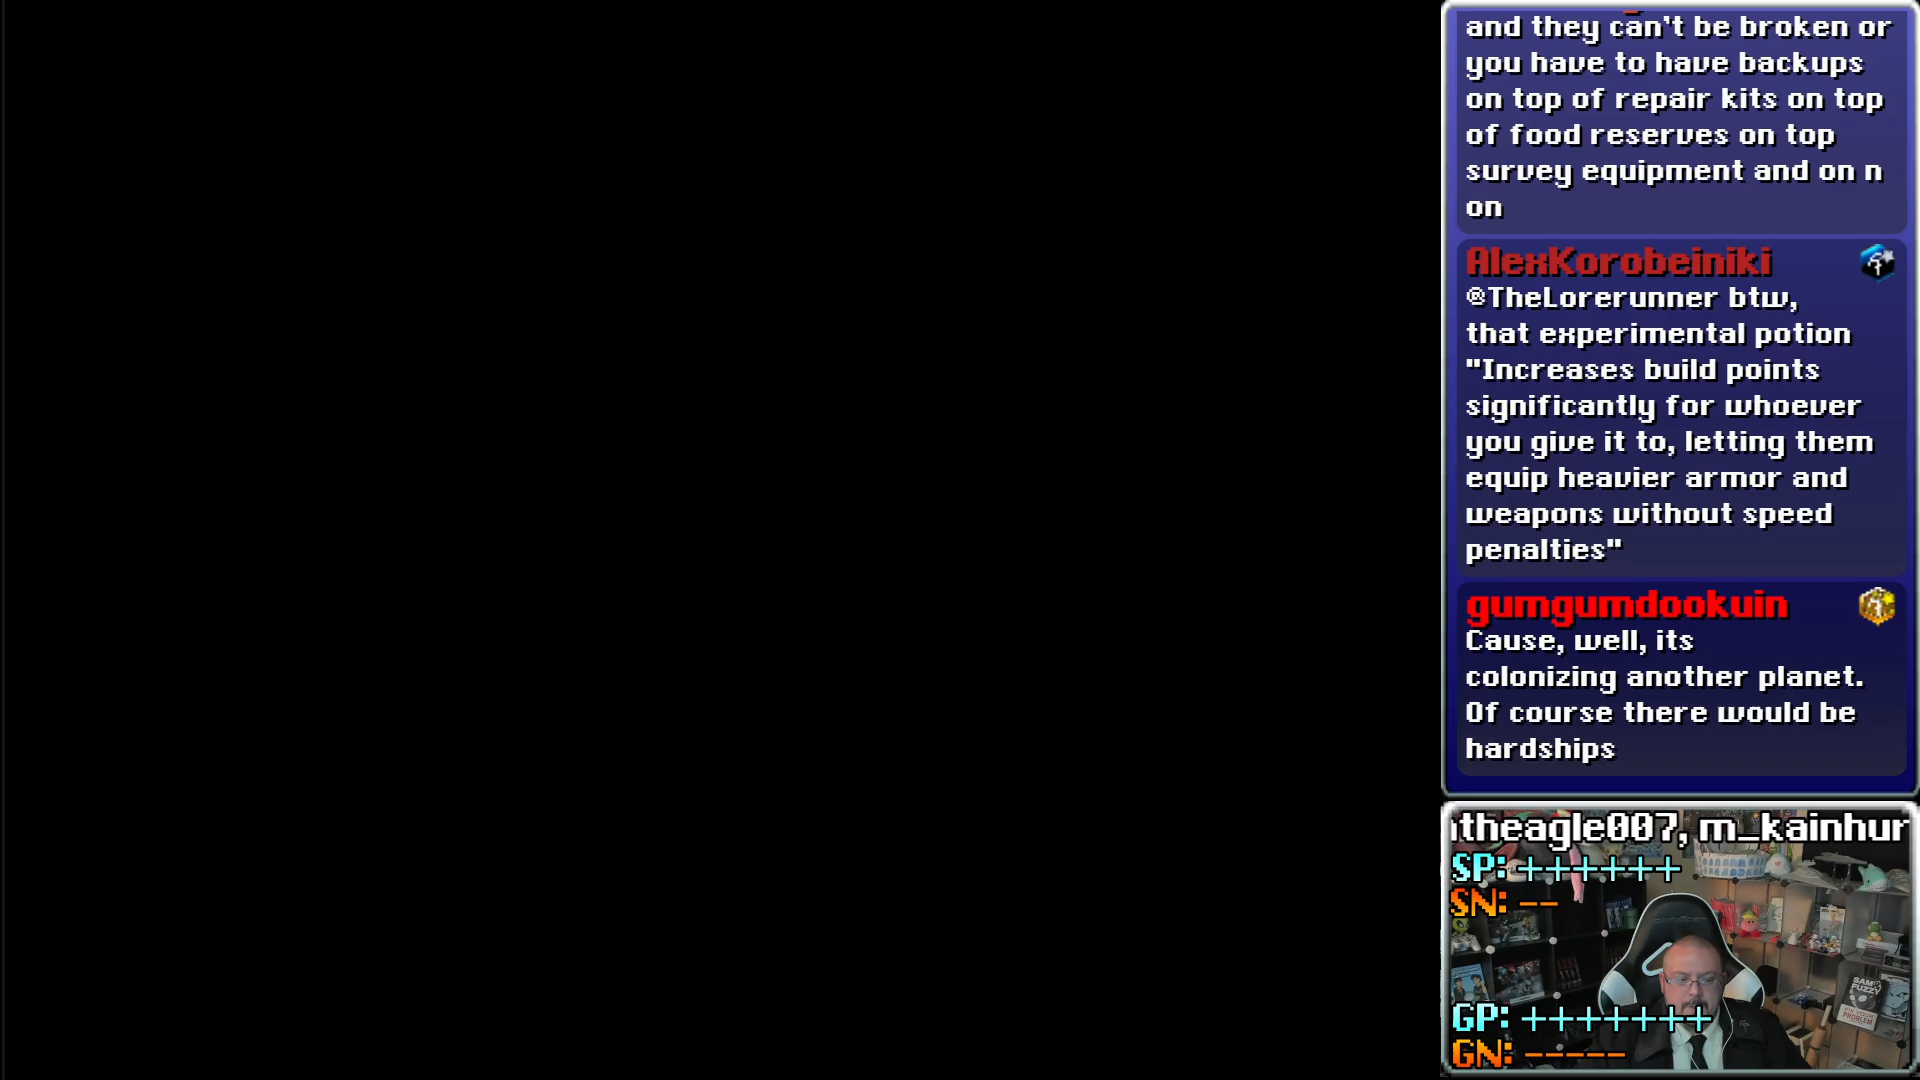 and they can't be broken or
you have to have backups
on top of repair kits on top
of food reserves on top
survey equipment and on n
on
AlexKorobeiniki
@TheLorerunner btw,
that experimental potion
"Increases build points
significantly for whoever
you give it to, letting them
equip heavier armor and
weapons without speed
penalties"
gumgumdookuin
Cause, well, its
colonizing another planet.
Of course there would be
hardships
theagle007, m_kainhur
SP: ++++++
SN: --
SAM
FUZZY
GP: +++++++
GN: -----